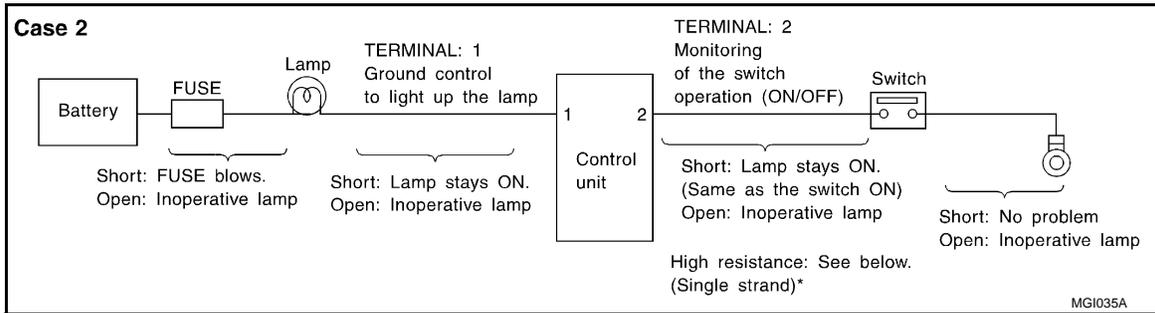 Case 2
Battery
FUSE
Lamp
TERMINAL: 1
Ground control
to light up the lamp
1
2
Control
unit
TERMINAL: 2
Monitoring
of the switch
operation (ON/OFF)
Switch
Short: FUSE blows.
Open: Inoperative lamp
Short: Lamp stays ON.
Open: Inoperative lamp
Short: Lamp stays ON.
(Same as the switch ON)
Open: Inoperative lamp
High resistance: See below.
(Single strand)*
Short: No problem
Open: Inoperative lamp
MGI035A